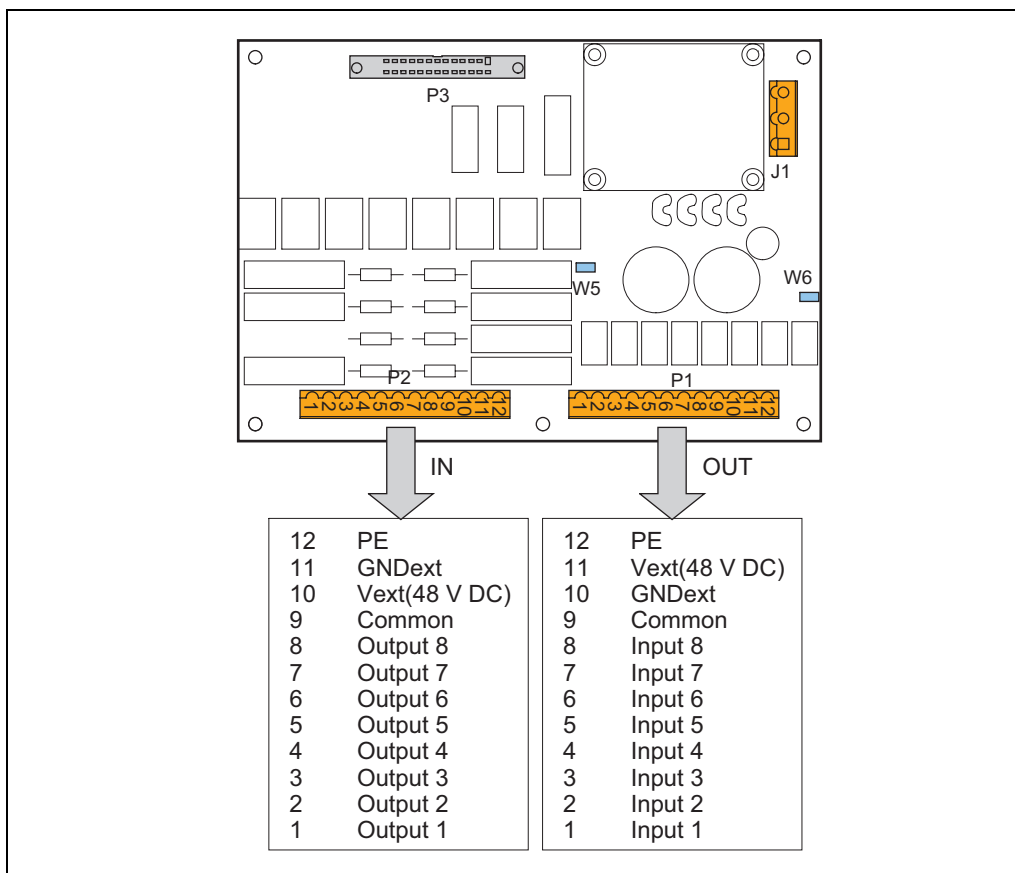 P3
J1
W5
W6
P2
P1
1 2 3 4 5 6 7 8 9 10 11 12
1 2 3 4 5 6 7 8 9 10 11 12
IN
OUT
12 PE
11 GNDext
10 Vext(48 V DC)
9 Common
8 Output 8
7 Output 7
6 Output 6
5 Output 5
4 Output 4
3 Output 3
2 Output 2
1 Output 1
12 PE
11 Vext(48 V DC)
10 GNDext
9 Common
8 Input 8
7 Input 7
6 Input 6
5 Input 5
4 Input 4
3 Input 3
2 Input 2
1 Input 1